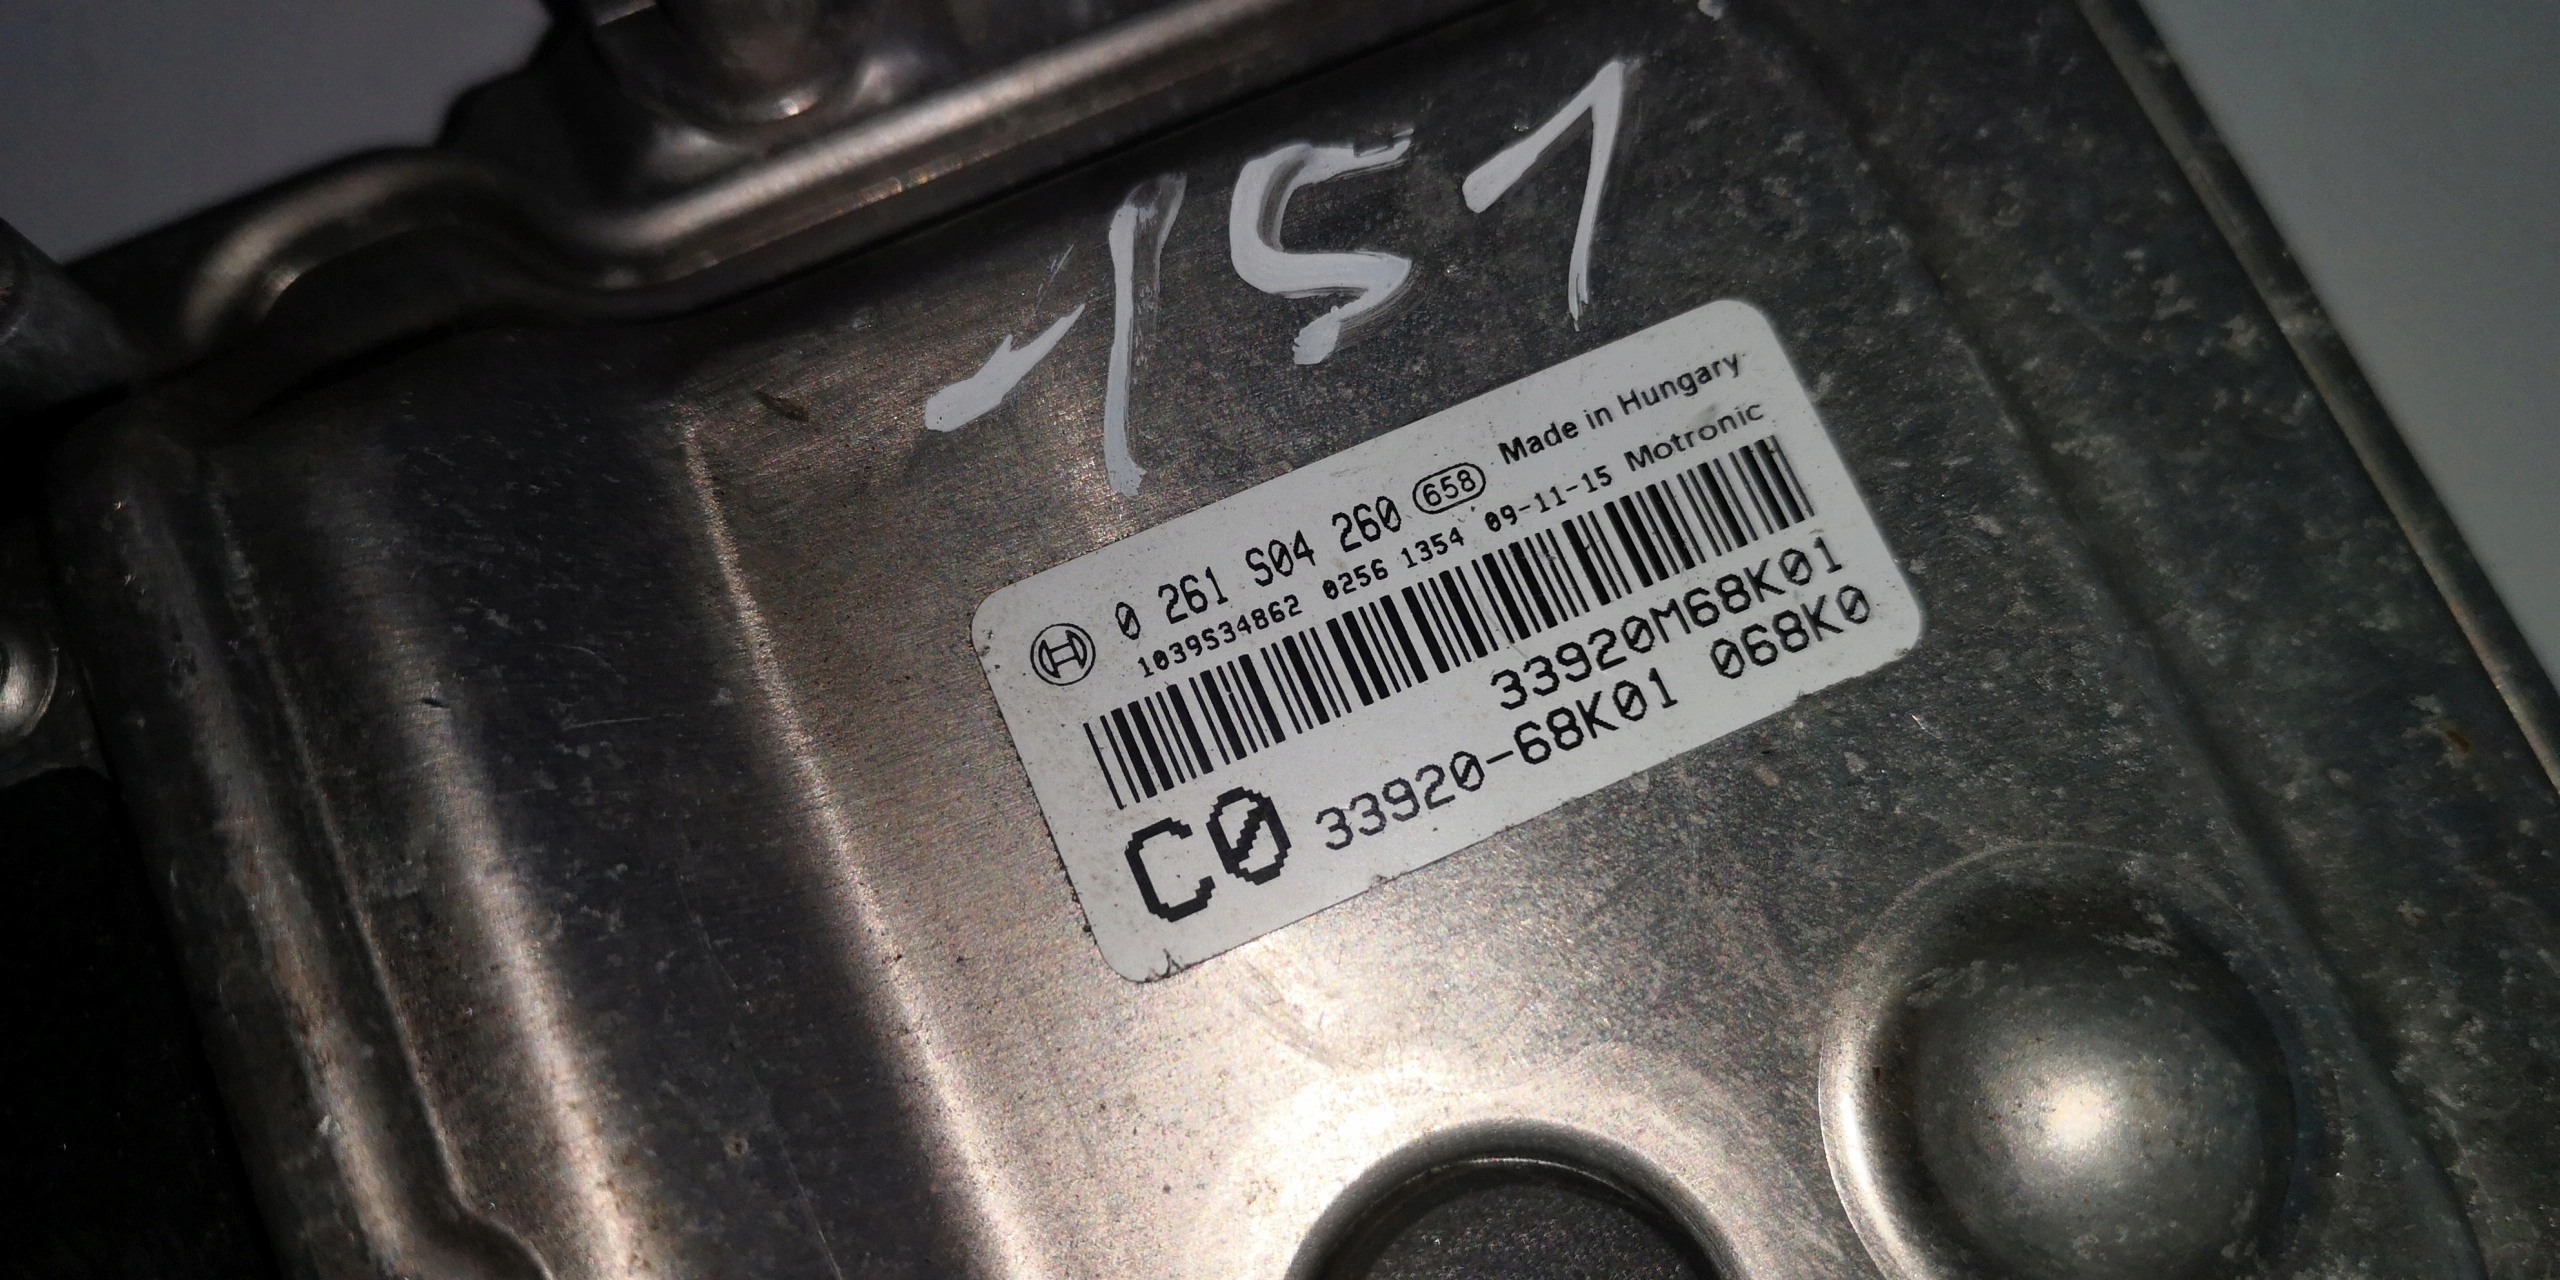 151
0 261 S04 260 658 Made in Hungary
1039S34862 0256 1354 09-11-15 Motronic
33920M68K01
C0 33920-68K01 068K0